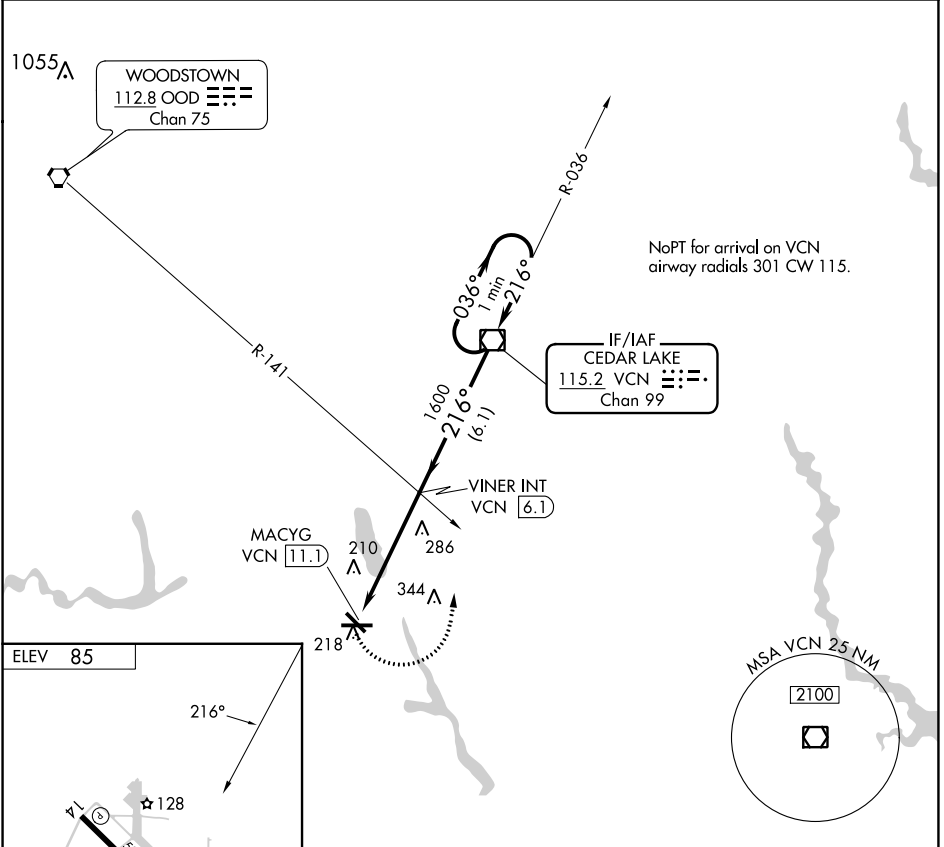 1055
WOODSTOWN
112.8 OOD
Chan 75
R-036
NoPT for arrival on VCN
airway radials 301 CW 115.
036°
1 min
216°
IF/IAF
CEDAR LAKE
115.2 VCN
Chan 99
R-141
1600
216°
(6.1)
VINER INT
VCN 6.1
MACYG
VCN 11.1
210
286
344
218
ELEV 85
216°
128
14
P
MSA VCN 25 NM
2100